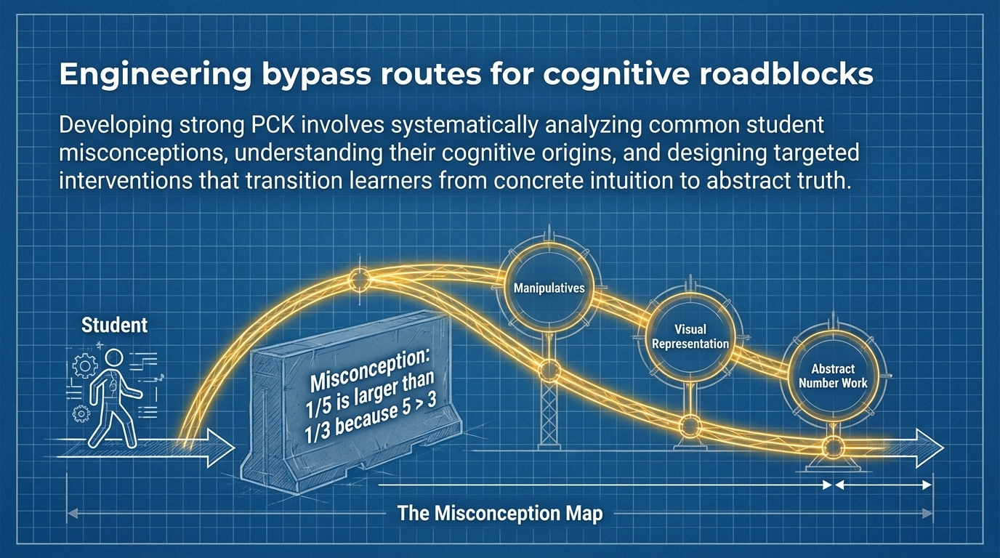 Engineering bypass routes for cognitive roadblocks
Developing strong PCK involves systematically analyzing common student
misconceptions, understanding their cognitive origins, and designing targeted
interventions that transition learners from concrete intuition to abstract truth.
Student
Misconception:
1/5 is larger than
1/3 because 5 > 3
Manipulatives
Visual
Representation
Abstract
Number Work
The Misconception Map